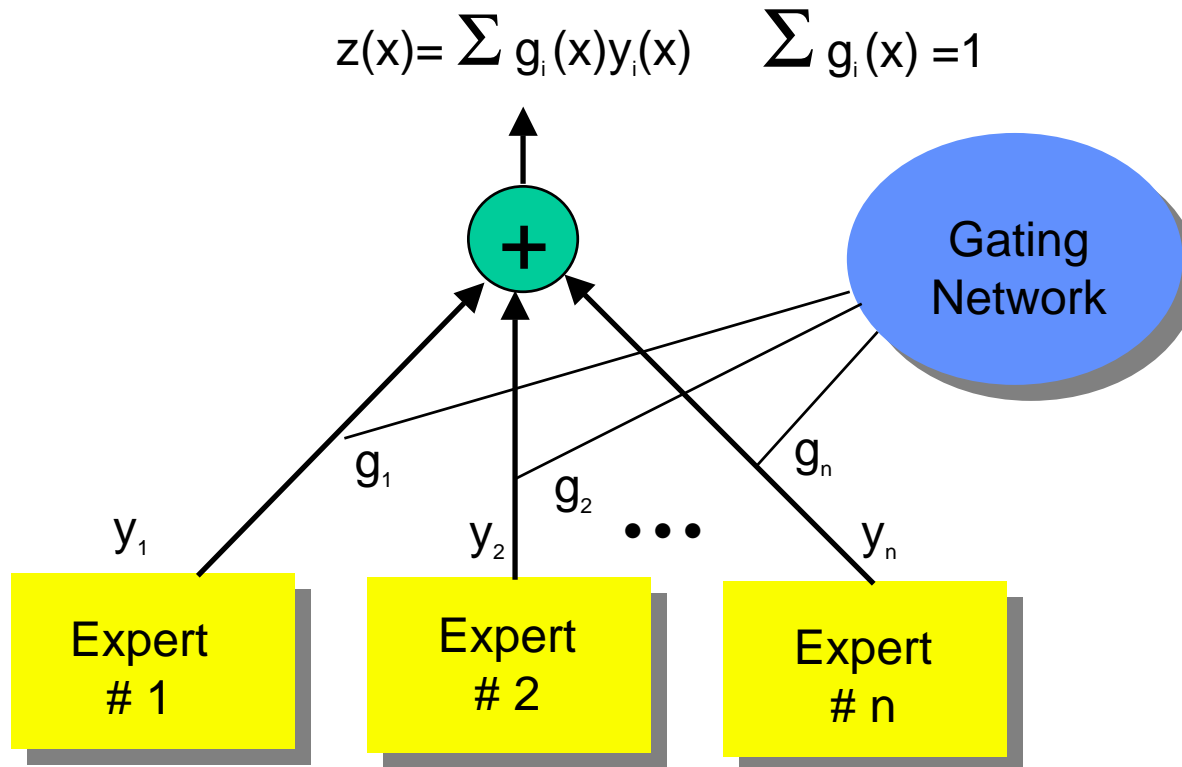 z(x)= Σ gᵢ(x)yᵢ(x)    Σ gᵢ(x) =1
+
Gating
Network
g₁
g₂
gₙ
y₁
y₂
•••
yₙ
Expert
# 1
Expert
# 2
Expert
# n